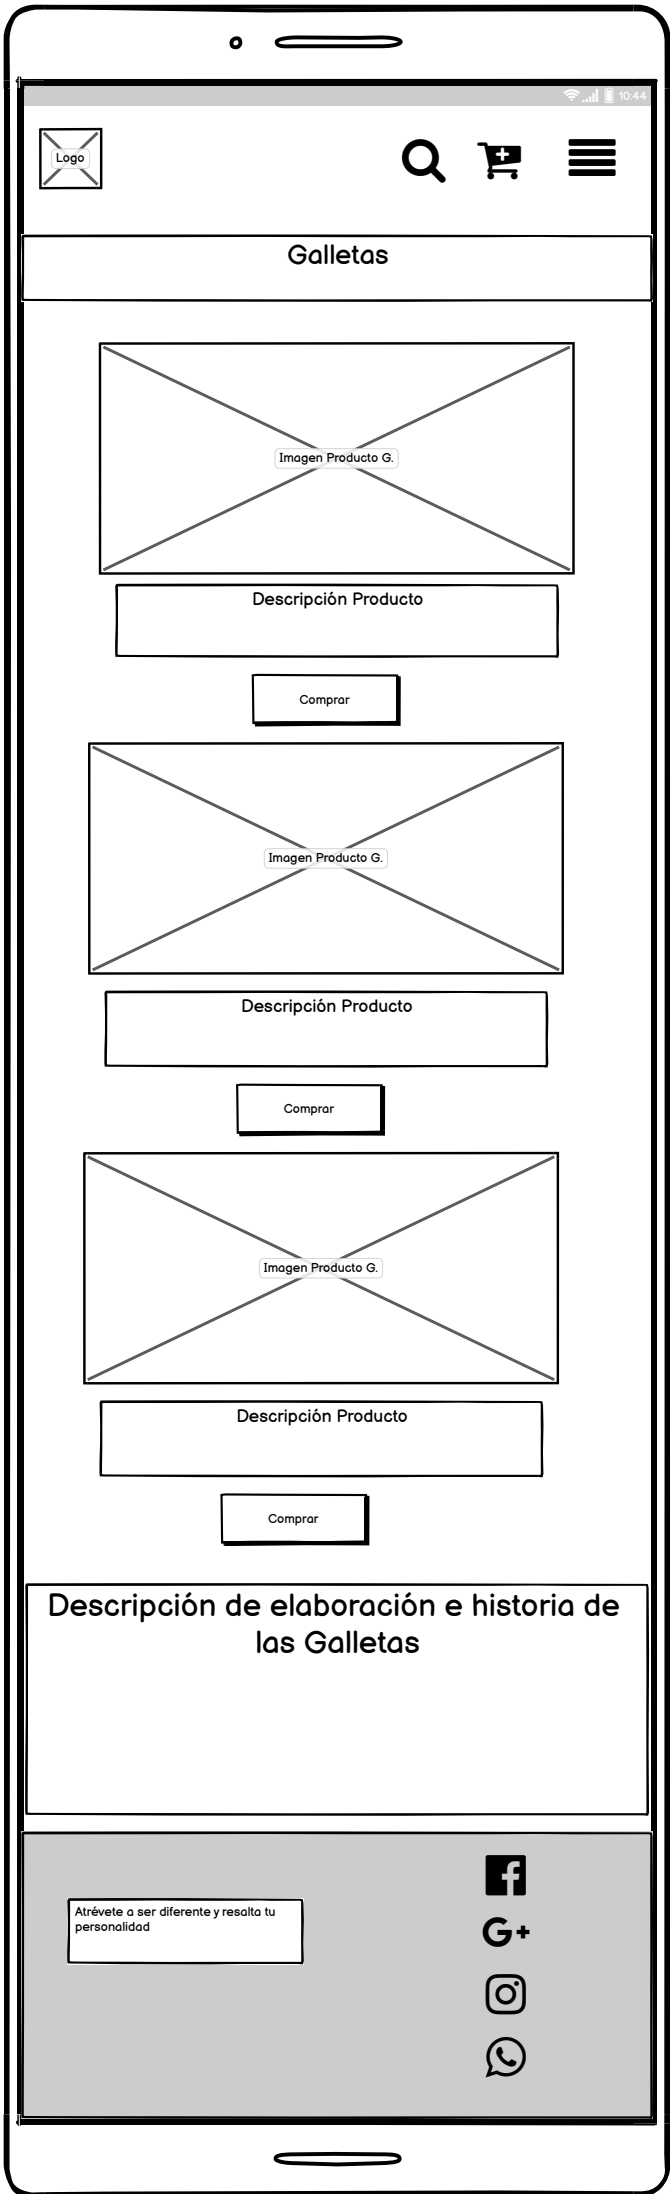 10:44
Logo
Galletas
Imagen Producto G.
Descripción Producto
Comprar
Imagen Producto G.
Descripción Producto
Comprar
Imagen Producto G.
Descripción Producto
Comprar
Descripción de elaboración e historia de
las Galletas
Atrévete a ser diferente y resalta tu
personalidad
G+